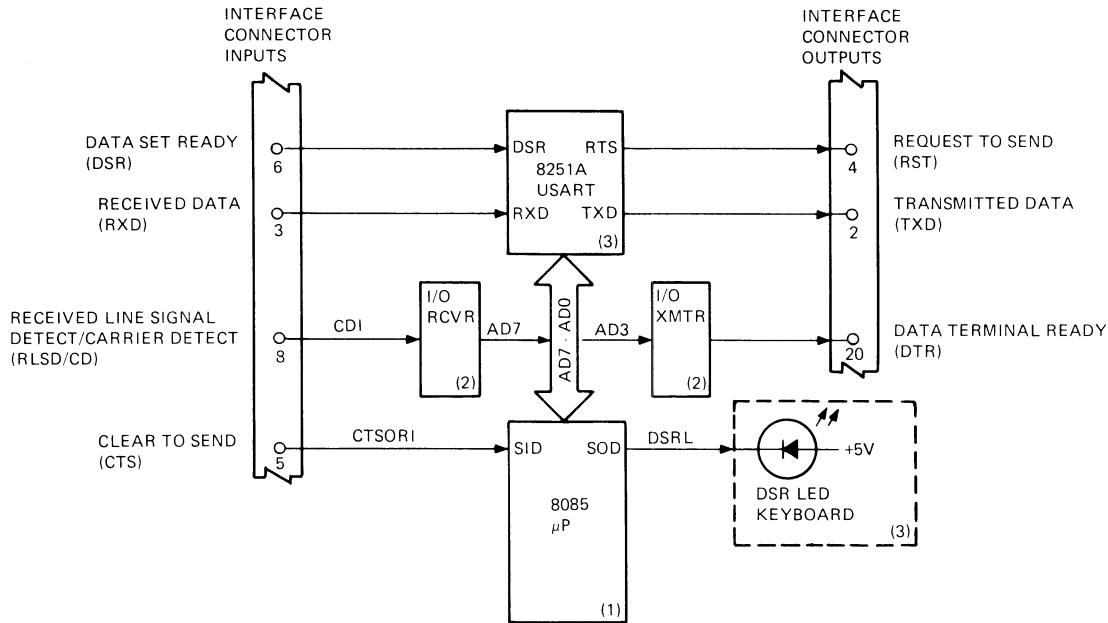 INTERFACE
CONNECTOR
INPUTS
INTERFACE
CONNECTOR
OUTPUTS
DATA SET READY
(DSR)
6
DSR RTS
8251A
USART
4
REQUEST TO SEND
(RST)
RECEIVED DATA
(RXD)
3
RXD TXD
(3)
2
TRANSMITTED DATA
(TXD)
RECEIVED LINE SIGNAL
DETECT/CARRIER DETECT
(RLSD/CD)
8
CDI
I/O
RCVR
(2)
AD7
AD7 - AD0
AD3
I/O
XMTR
(2)
20
DATA TERMINAL READY
(DTR)
CLEAR TO SEND
(CTS)
5
CTSORI
SID SOD
8085
μP
(1)
DSRL
+5V
DSR LED
KEYBOARD
(3)